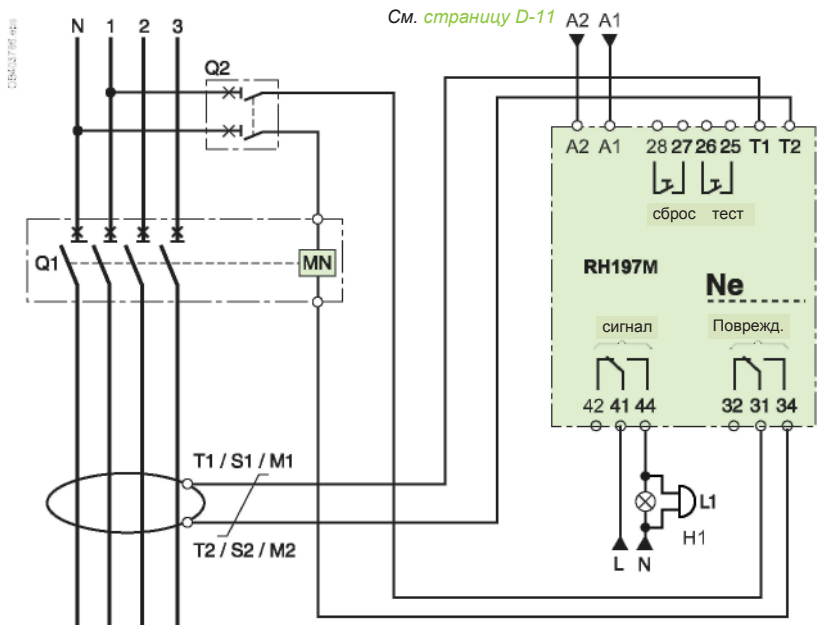 См. страницу D-11
A2 A1
N 1 2 3
DB403796.eps
Q2
A2 A1 28 27 26 25 T1 T2
сброс тест
Q1
MN
RH197M
Ne
сигнал
Поврежд.
42 41 44
32 31 34
T1 / S1 / M1
T2 / S2 / M2
L1
H1
L N